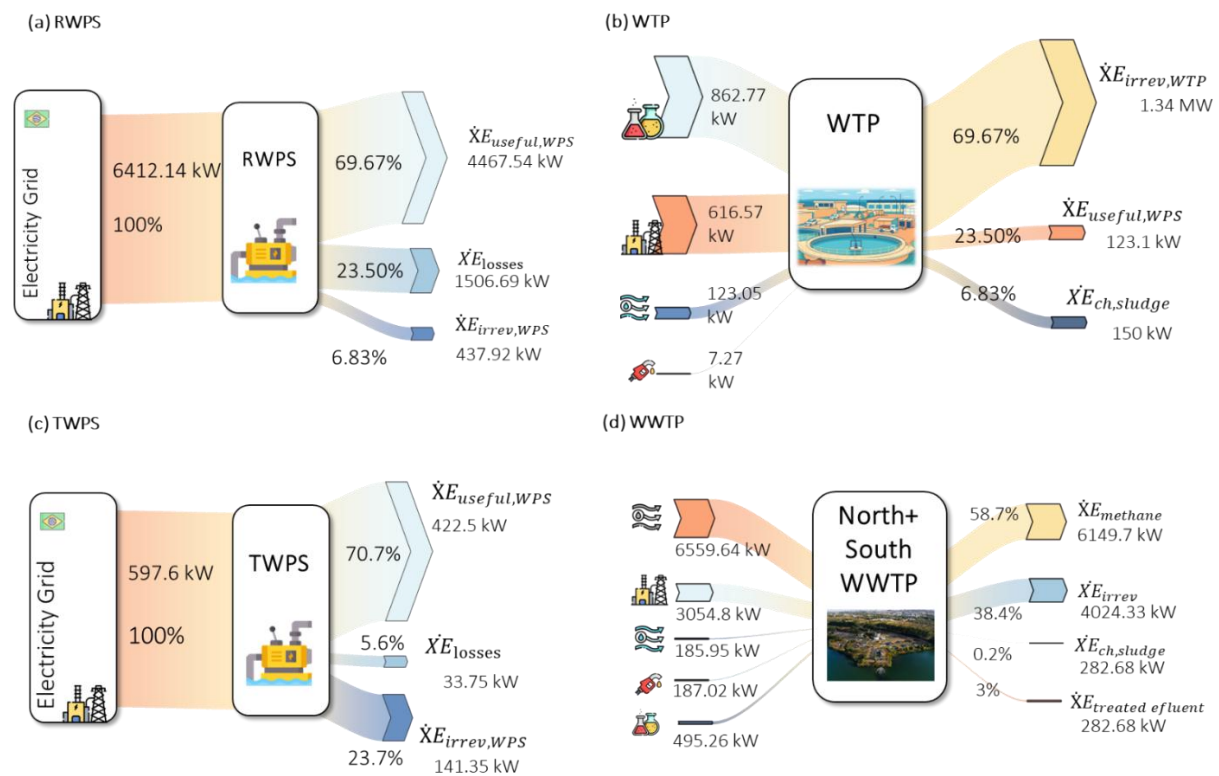 (a) RWPS
Electricity Grid
6412.14 kW
100%
RWPS
69.67%
ẊE_useful,WPS
4467.54 kW
23.50%
ẊE_losses
1506.69 kW
6.83%
ẊE_irrev,WPS
437.92 kW
(b) WTP
862.77
kW
616.57
kW
123.05
kW
7.27
kW
WTP
69.67%
ẊE_irrev,WTP
1.34 MW
23.50%
ẊE_useful,WPS
123.1 kW
6.83%
ẊE_ch,sludge
150 kW
(c) TWPS
Electricity Grid
597.6 kW
100%
TWPS
70.7%
ẊE_useful,WPS
422.5 kW
5.6%
ẊE_losses
33.75 kW
23.7%
ẊE_irrev,WPS
141.35 kW
(d) WWTP
6559.64 kW
3054.8 kW
185.95 kW
187.02 kW
495.26 kW
North+
South
WWTP
58.7%
ẊE_methane
6149.7 kW
38.4%
ẊE_irrev
4024.33 kW
0.2%
ẊE_ch,sludge
282.68 kW
3%
ẊE_treated efluent
282.68 kW